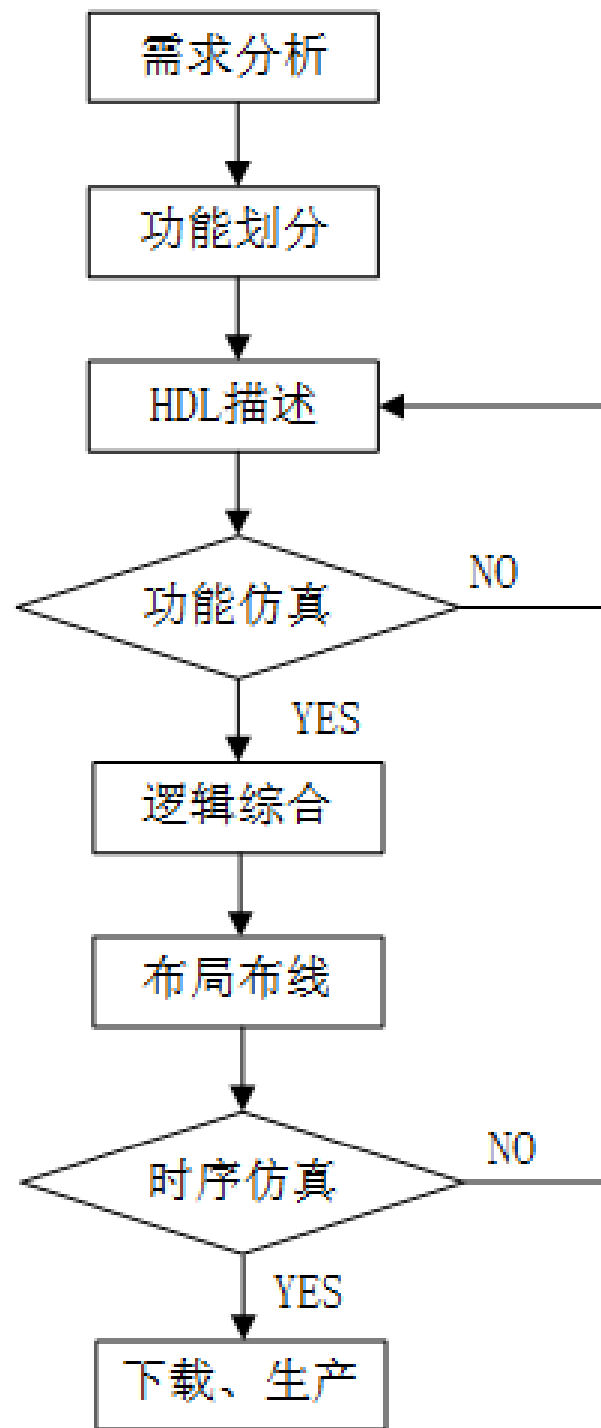 需求分析
功能划分
HDL描述
功能仿真
NO
YES
逻辑综合
布局布线
时序仿真
NO
YES
下载、生产